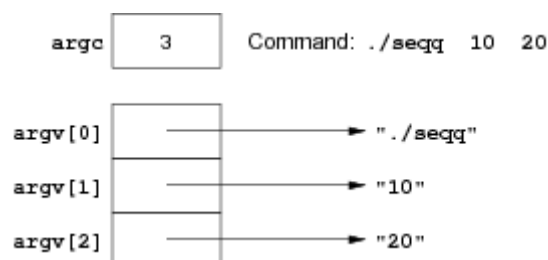 argc 3 Command: ./seqq 10 20
argv[0] "./seqq"
argv[1] "10"
argv[2] "20"